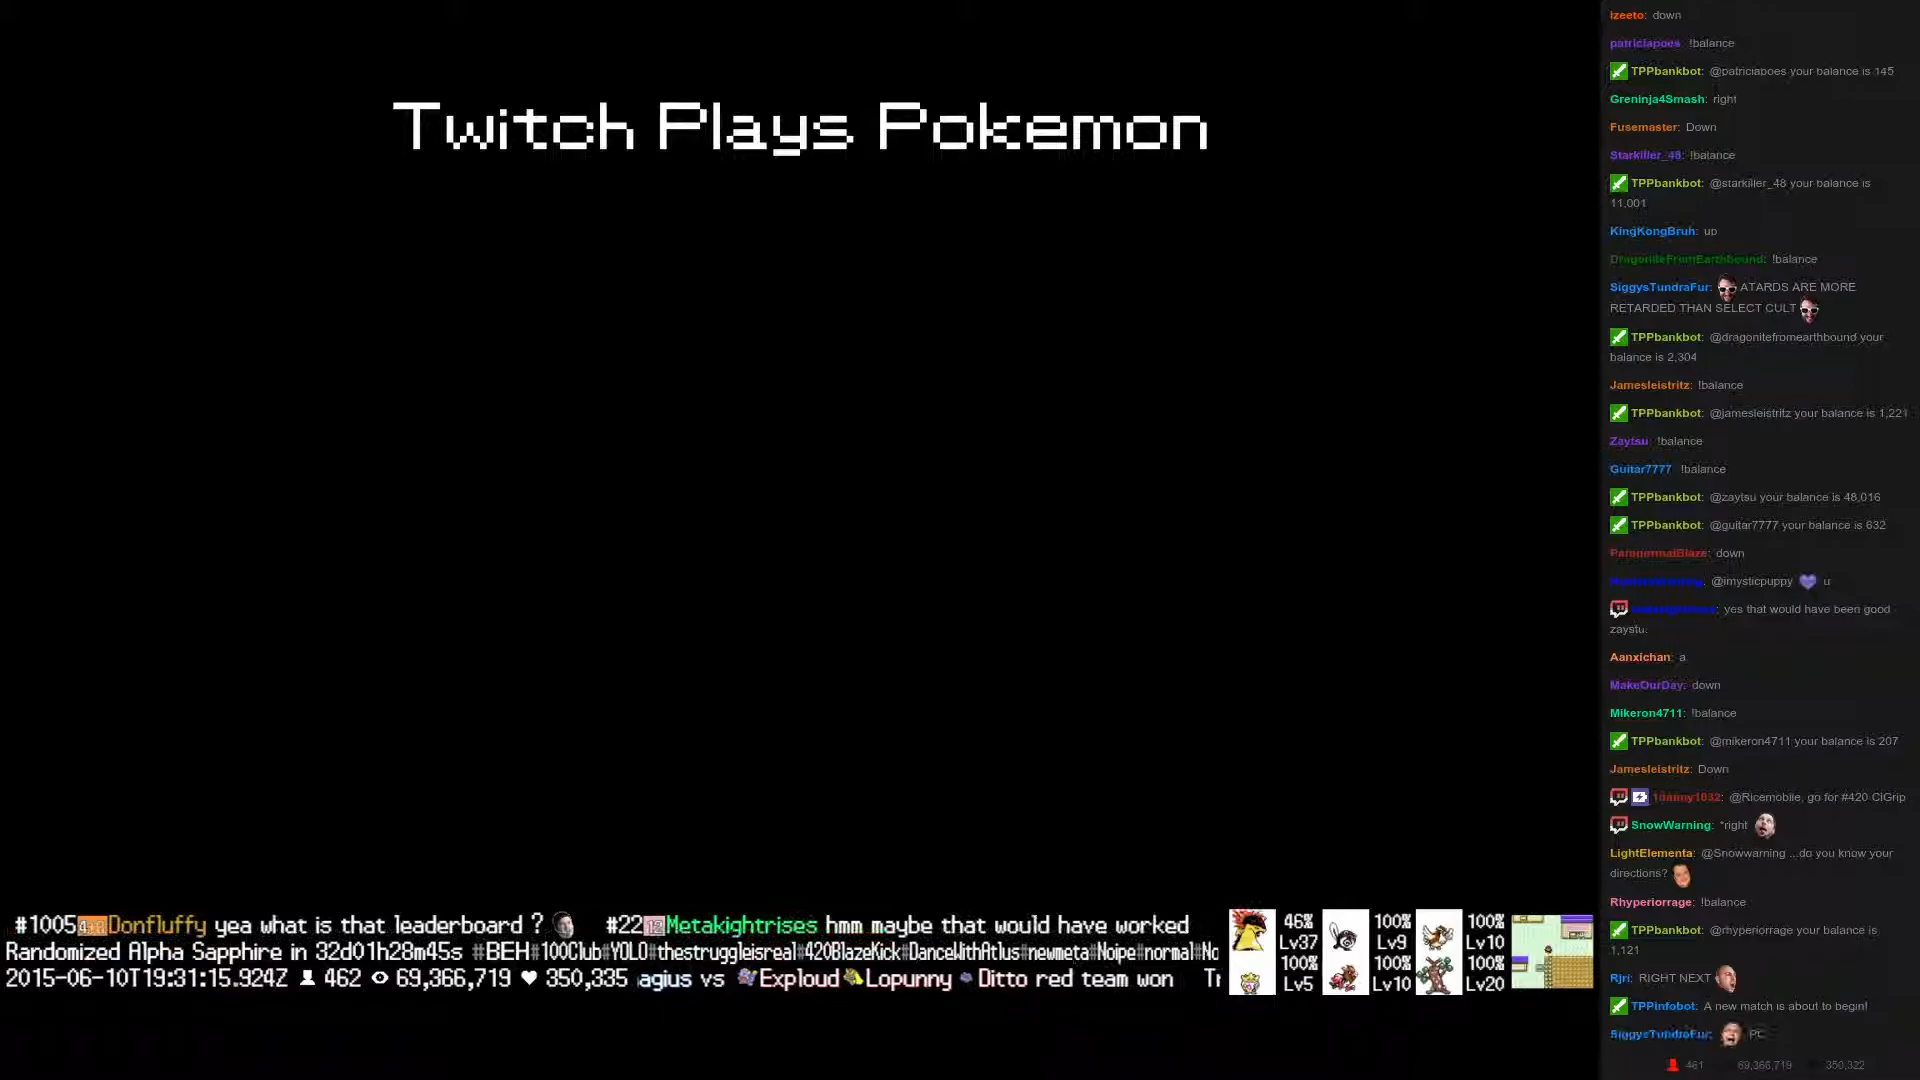 Twitch Plays Pokemon
#1005 Donfluffy yea what is that leaderboard ? #22 12 Metakightrises hmm maybe that would have worked
Randomized Alpha Sapphire in 32d01h28m45s #BEH#100Club#YOLO#thestruggleisreal#420BlazeKick#DanceWithAtlus#newmeta#Noipe#normal#No
2015-06-10T19:31:15.924Z 462 69,366,719 350,335 agius vs Exploud Lopunny Ditto red team won Tr
46% 100% 100%
Lv37 Lv9 Lv10
100% 100% 100%
Lv5 Lv10 Lv20
Izeeto: down
patriciapoes !balance
TPPbankbot: @patriciapoes your balance is 145
Greninja4Smash: right
Fusemaster: Down
Starkiller_48: !balance
TPPbankbot: @starkiller_48 your balance is
11,001
KingKongBruh: up
DragoniteFromEarthbound: !balance
SiggysTundraFur: ATARDS ARE MORE
RETARDED THAN SELECT CULT
TPPbankbot: @dragonitefromearthbound your
balance is 2,304
Jamesleistritz: !balance
TPPbankbot: @jamesleistritz your balance is 1,221
Zaytsu: !balance
Guitar7777 !balance
TPPbankbot: @zaytsu your balance is 48,016
TPPbankbot: @guitar7777 your balance is 632
ParanormalBlaze: down
@imysticpuppy u
: yes that would have been good
zaystu.
Aanxichan: a
MakeOurDay: down
Mikeron4711: !balance
TPPbankbot: @mikeron4711 your balance is 207
Jamesleistritz: Down
1danny1032: @Ricemobile, go for #420 CiGrip
SnowWarning: *right
LightElementa: @Snowwarning ...do you know your
directions?
Rhyperiorrage: !balance
TPPbankbot: @rhyperiorrage your balance is
1,121
Rjri: RIGHT NEXT
TPPinfobot: A new match is about to begin!
SiggysTundraFur: PC
461 69,366,719 350,322